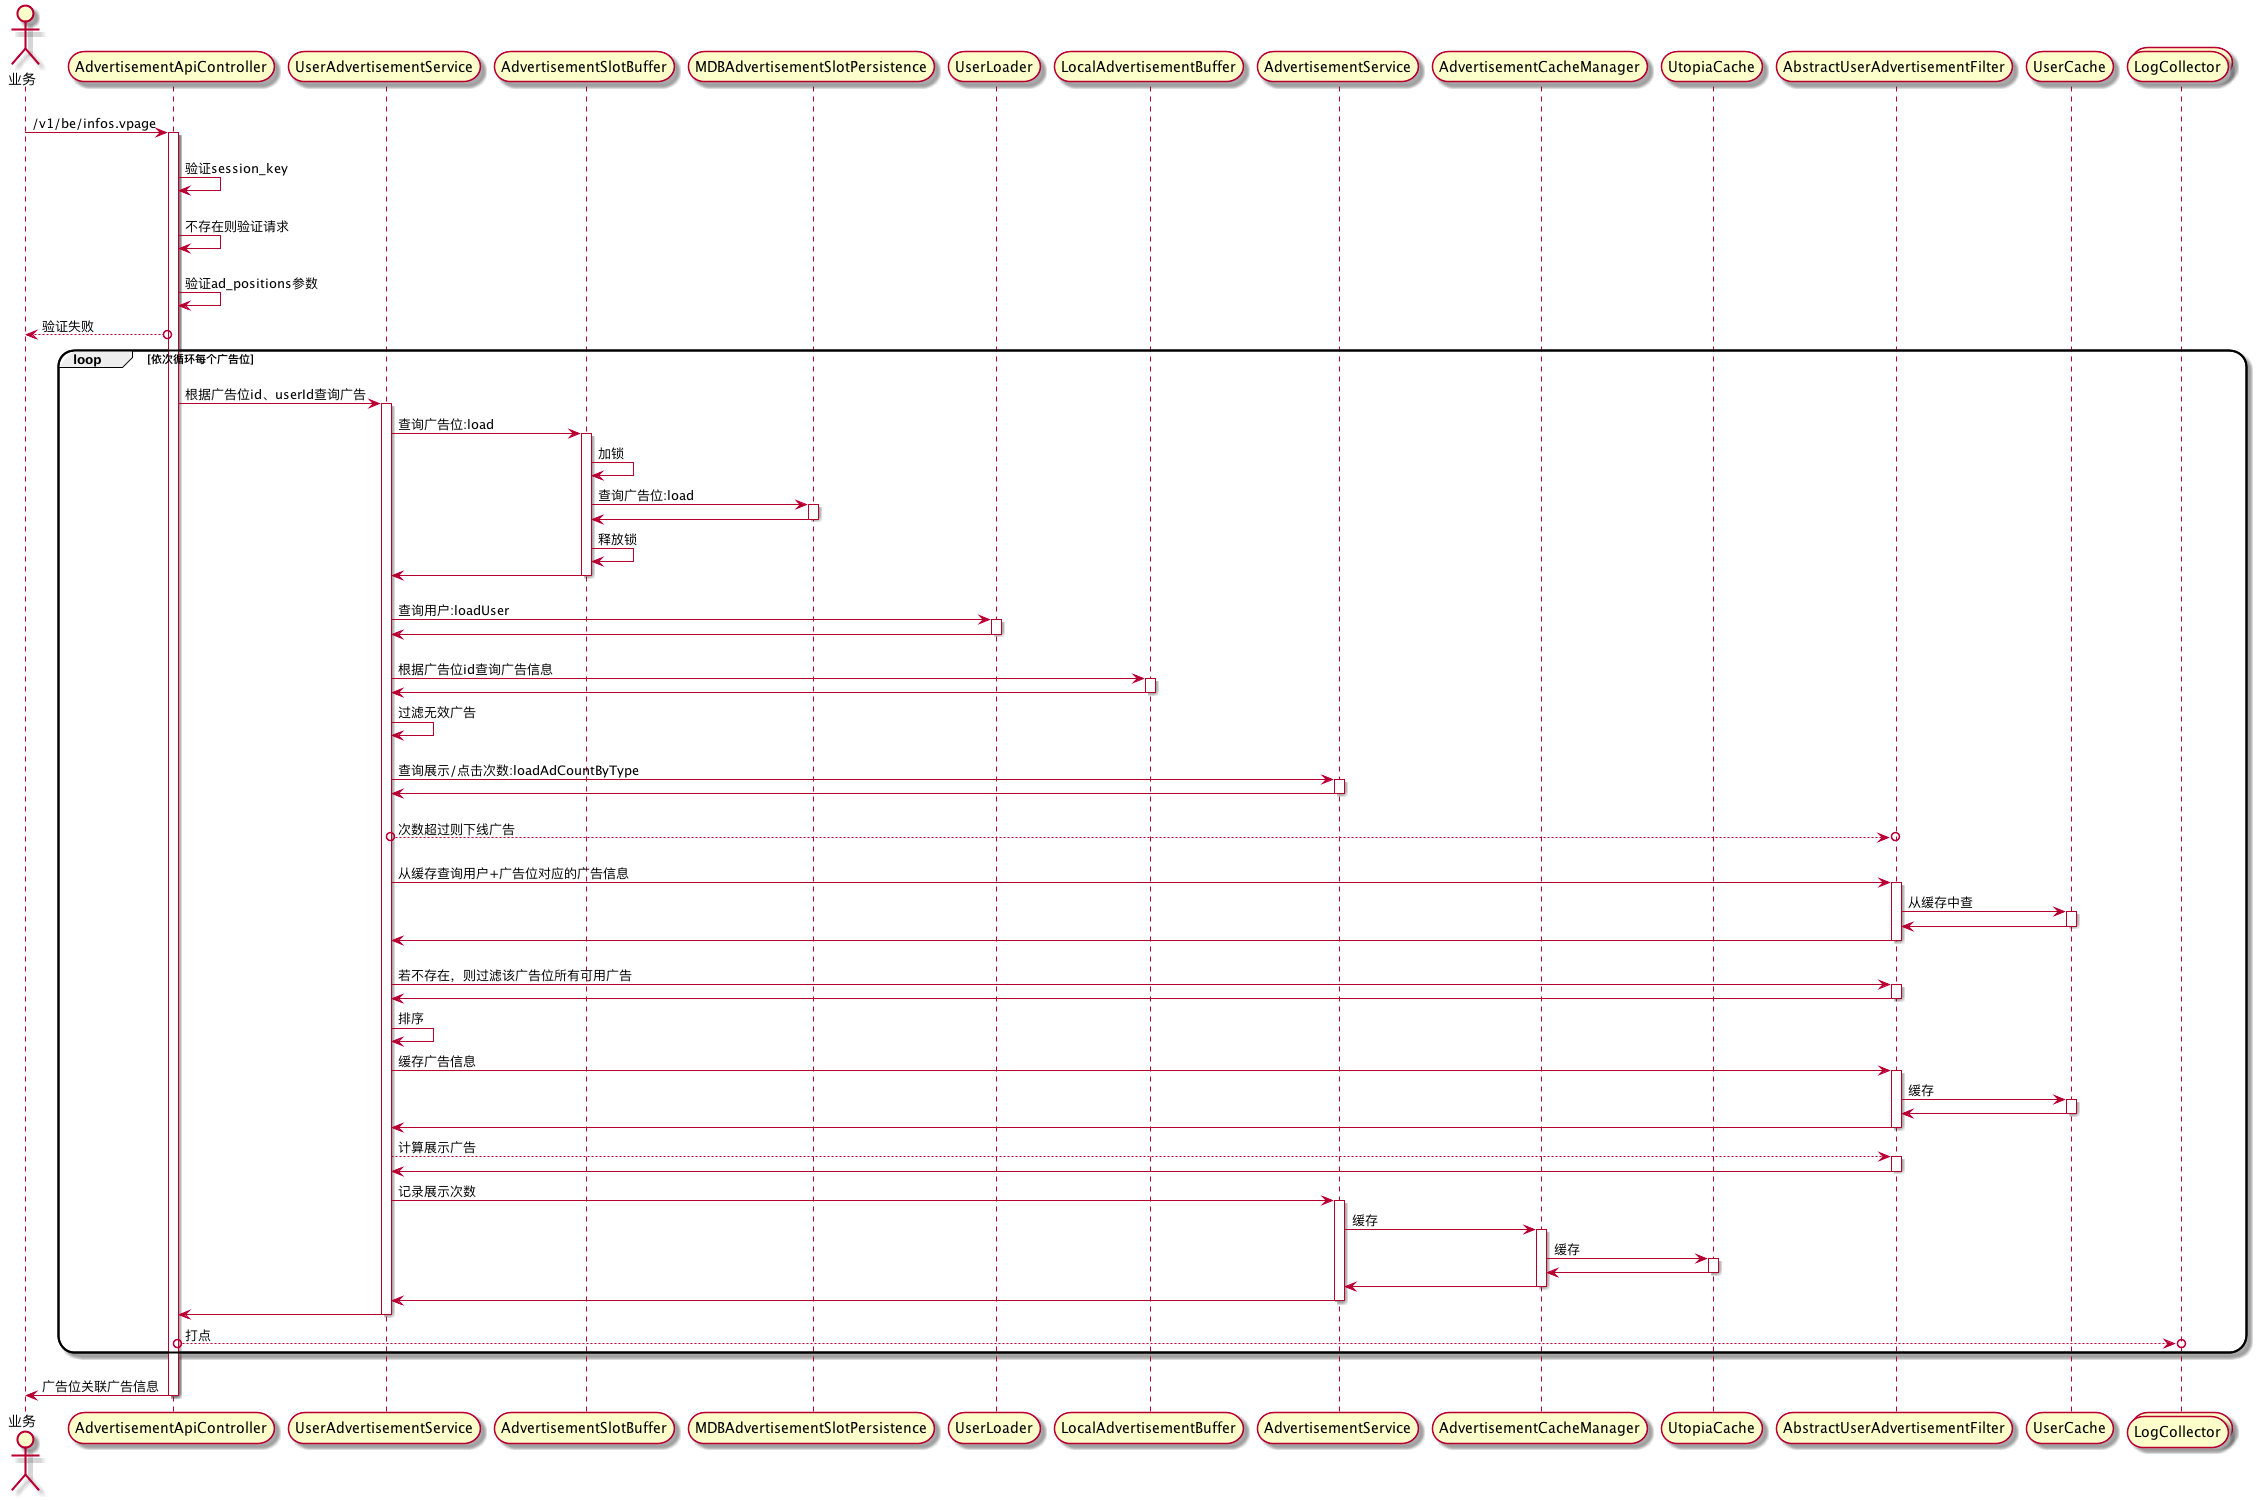 业务
AdvertisementApiController
UserAdvertisementService
AdvertisementSlotBuffer
MDBAdvertisementSlotPersistence
UserLoader
LocalAdvertisementBuffer
AdvertisementService
AdvertisementCacheManager
UtopiaCache
AbstractUserAdvertisementFilter
UserCache
LogCollector
/v1/be/infos.vpage
验证session_key
不存在则验证请求
验证ad_positions参数
验证失败
loop [依次循环每个广告位]
根据广告位id、userId查询广告
查询广告位:load
加锁
查询广告位:load
释放锁
查询用户:loadUser
根据广告位id查询广告信息
过滤无效广告
查询展示/点击次数:loadAdCountByType
次数超过则下线广告
从缓存查询用户+广告位对应的广告信息
从缓存中查
若不存在，则过滤该广告位所有可用广告
排序
缓存广告信息
缓存
计算展示广告
记录展示次数
缓存
缓存
打点
广告位关联广告信息
业务
AdvertisementApiController
UserAdvertisementService
AdvertisementSlotBuffer
MDBAdvertisementSlotPersistence
UserLoader
LocalAdvertisementBuffer
AdvertisementService
AdvertisementCacheManager
UtopiaCache
AbstractUserAdvertisementFilter
UserCache
LogCollector